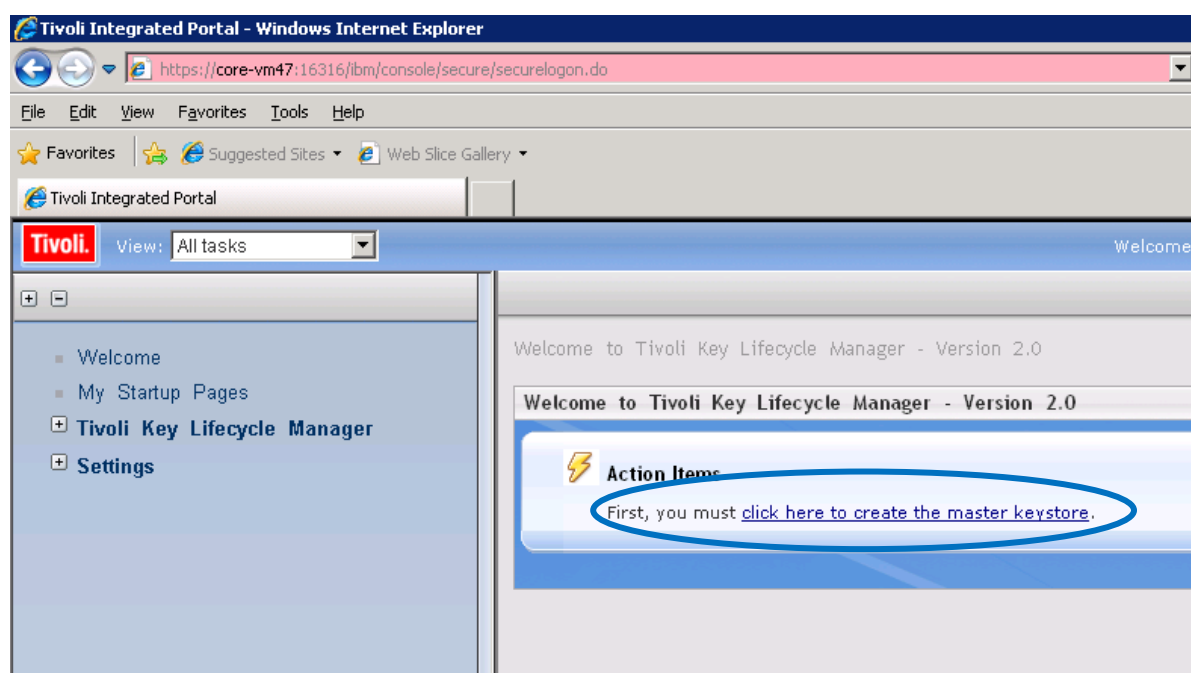 Tivoli Integrated Portal - Windows Internet Explorer
https://core-vm47:16316/ibm/console/secure/securelogon.do
File Edit View Favorites Tools Help
Favorites Suggested Sites Web Slice Gallery
Tivoli Integrated Portal
Tivoli. View: All tasks Welcome
Welcome
My Startup Pages
Tivoli Key Lifecycle Manager
Settings
Welcome to Tivoli Key Lifecycle Manager - Version 2.0
Welcome to Tivoli Key Lifecycle Manager - Version 2.0
Action Items
First, you must click here to create the master keystore.